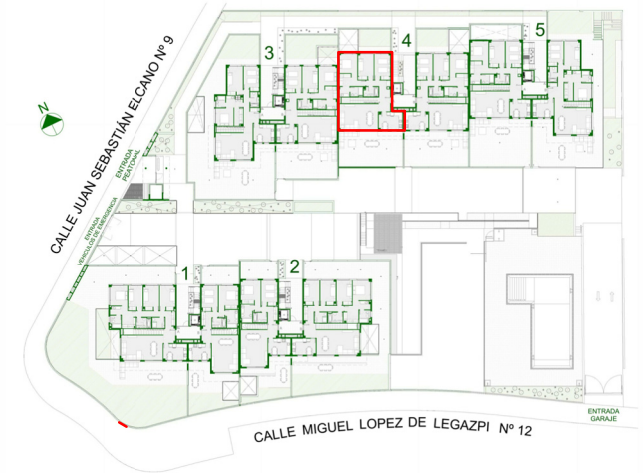 5
4
3
N
CALLE JUAN SEBASTIÁN ELCANO Nº 9
ENTRADA
PEATONAL
ENTRADA
VEHICULOS DE EMERGENCIA
1
2
ENTRADA
GARAJE
CALLE MIGUEL LOPEZ DE LEGAZPI Nº 12